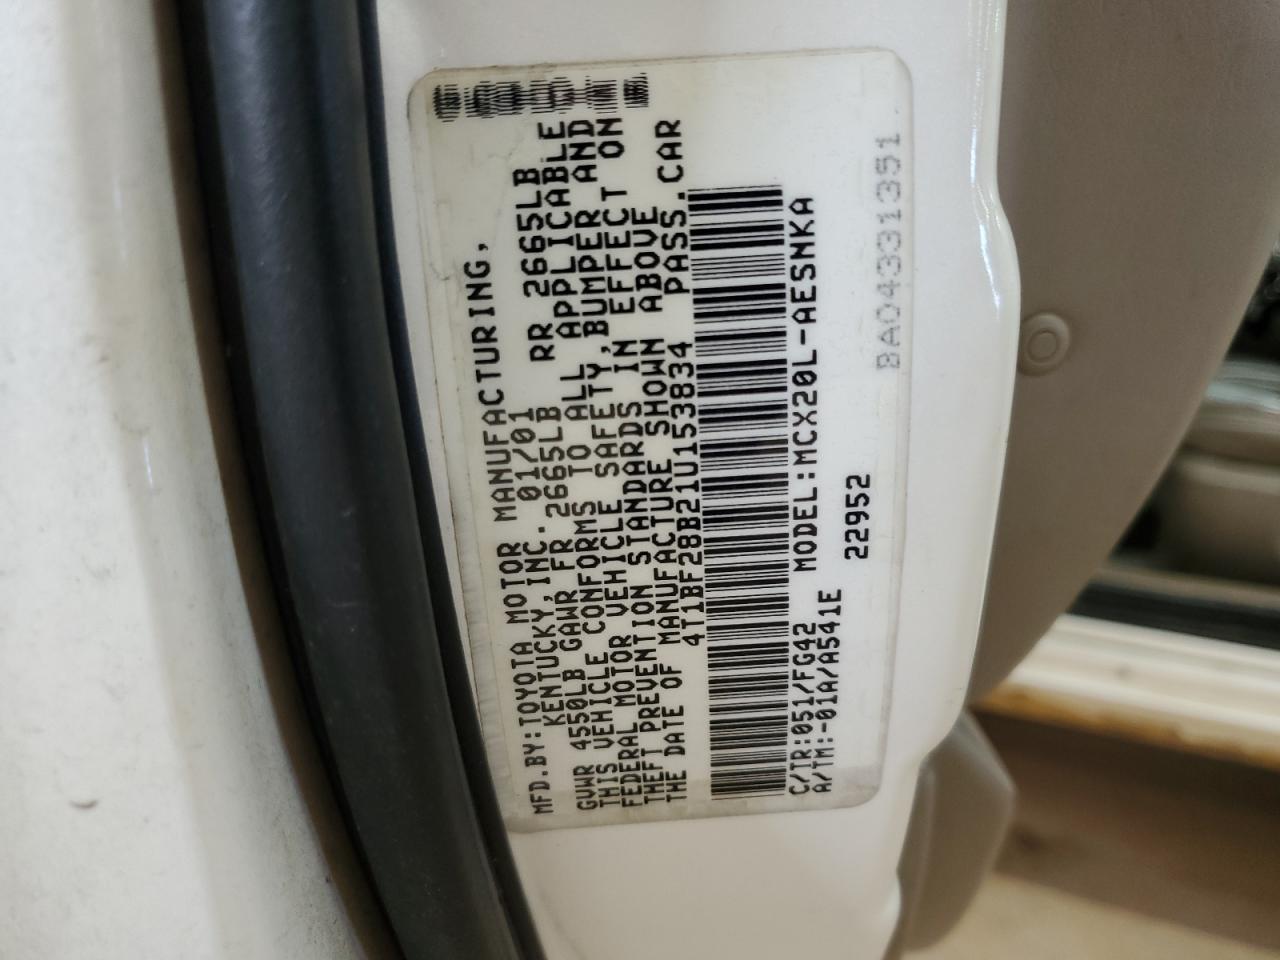 MFD.BY:TOYOTA MOTOR MANUFACTURING,
KENTUCKY,INC. 01/01
GVWR 4550LB GAWR FR 2665LB RR 2665LB
THIS VEHICLE CONFORMS TO ALL APPLICABLE
FEDERAL MOTOR VEHICLE SAFETY,BUMPER AND
THEFT PREVENTION STANDARDS IN EFFECT ON
THE DATE OF MANUFACTURE SHOWN ABOVE
4T1BF28B21U153834 PASS.CAR
C/TR:051/FG42 MODEL:MCX20L-AESNKA
A/TM:-01A/A541E 22952
BA04331351